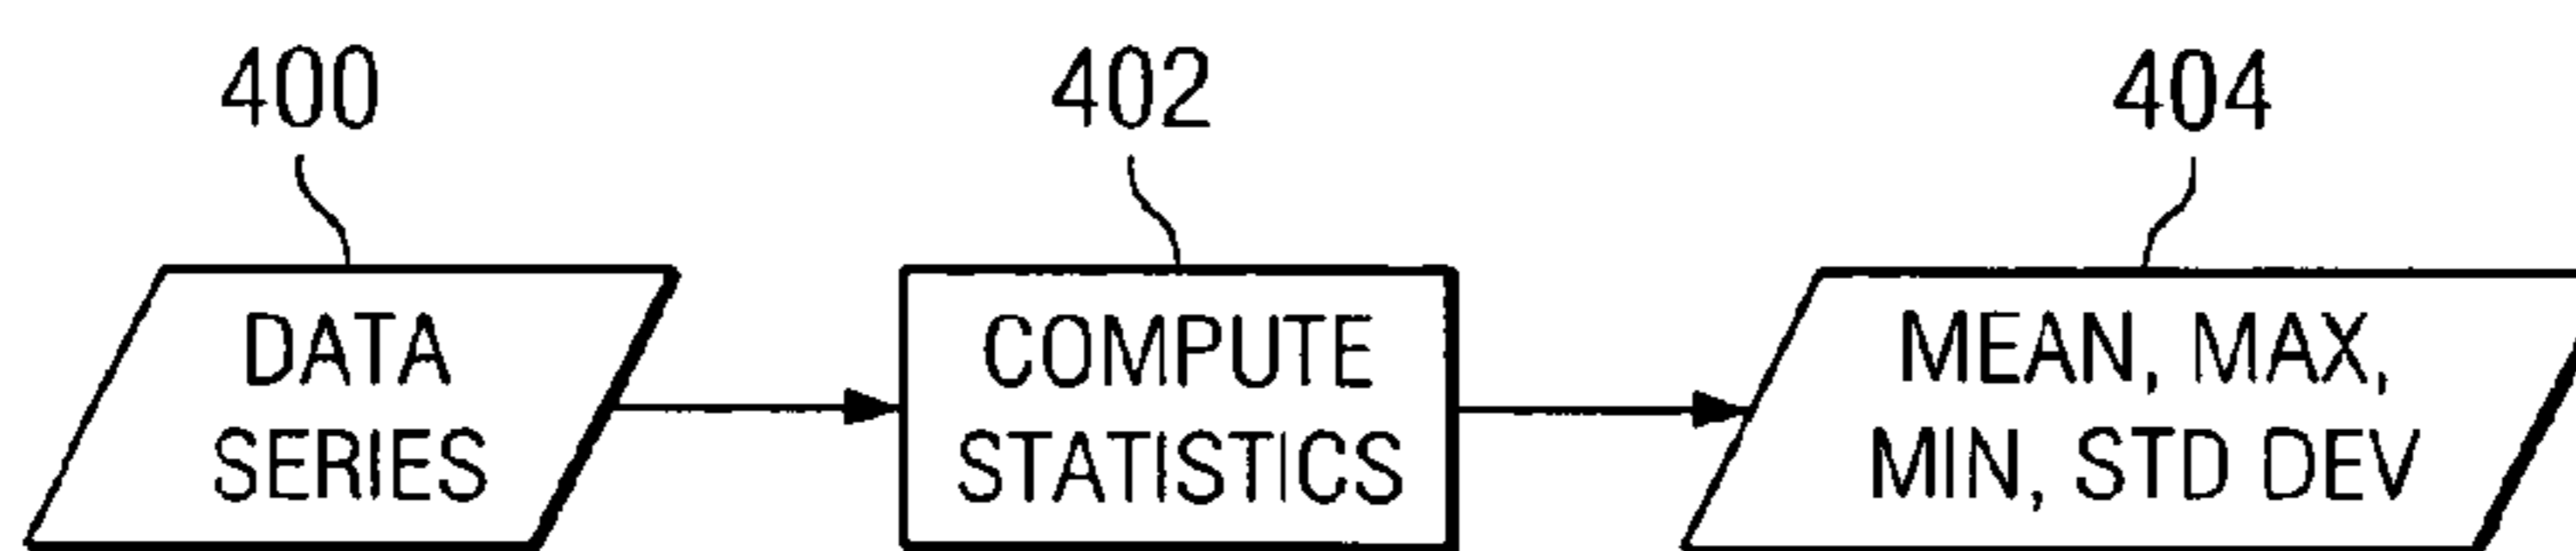 400
402
404
DATA
SERIES
COMPUTE
STATISTICS
MEAN, MAX,
MIN, STD DEV